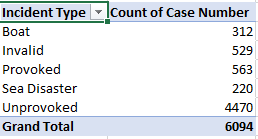 Incident Type Count of Case Number
Boat 312
Invalid 529
Provoked 563
Sea Disaster 220
Unprovoked 4470
Grand Total 6094